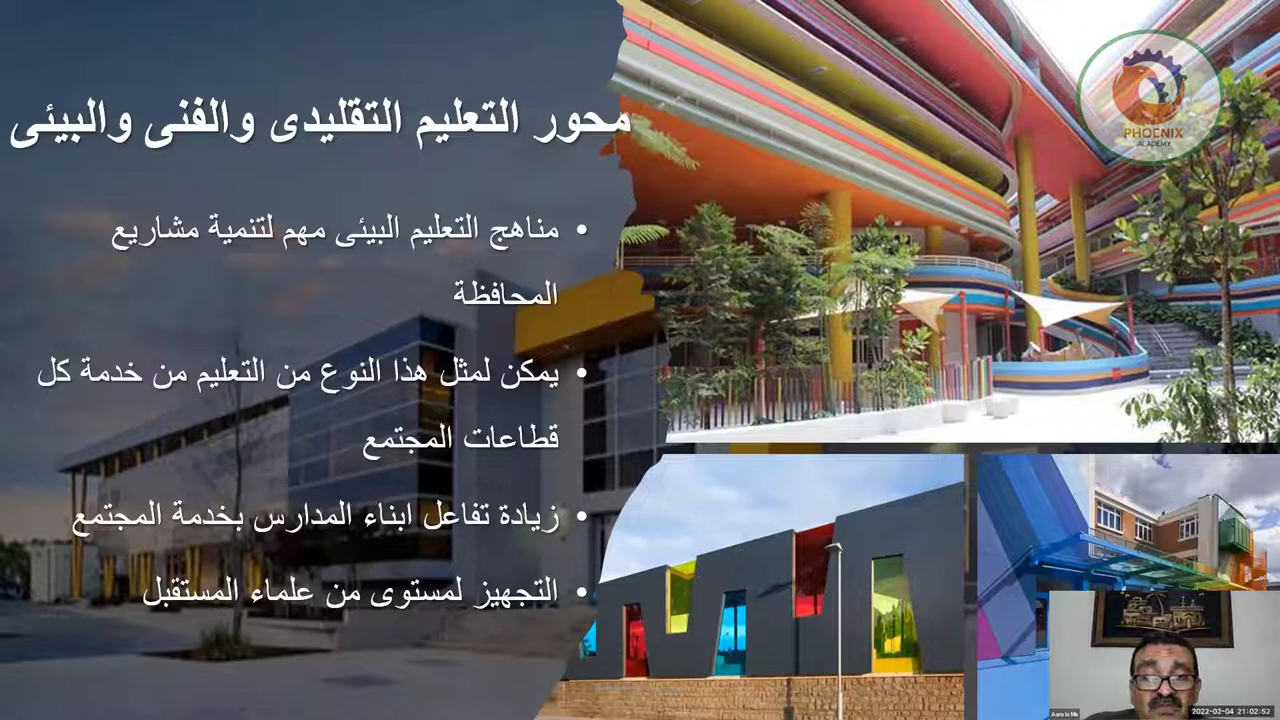 محور التعليم التقليدى والفنى والبيئى
• مناهج التعليم البيئى مهم لتنمية مشاريع
المحافظة
• يمكن لمثل هذا النوع من التعليم من خدمة كل
قطاعات المجتمع
• زيادة تفاعل ابناء المدارس بخدمة المجتمع
• التجهيز لمستوى من علماء المستقبل
PHOENIX
ACADEMY
2022-02-04 21:02:52